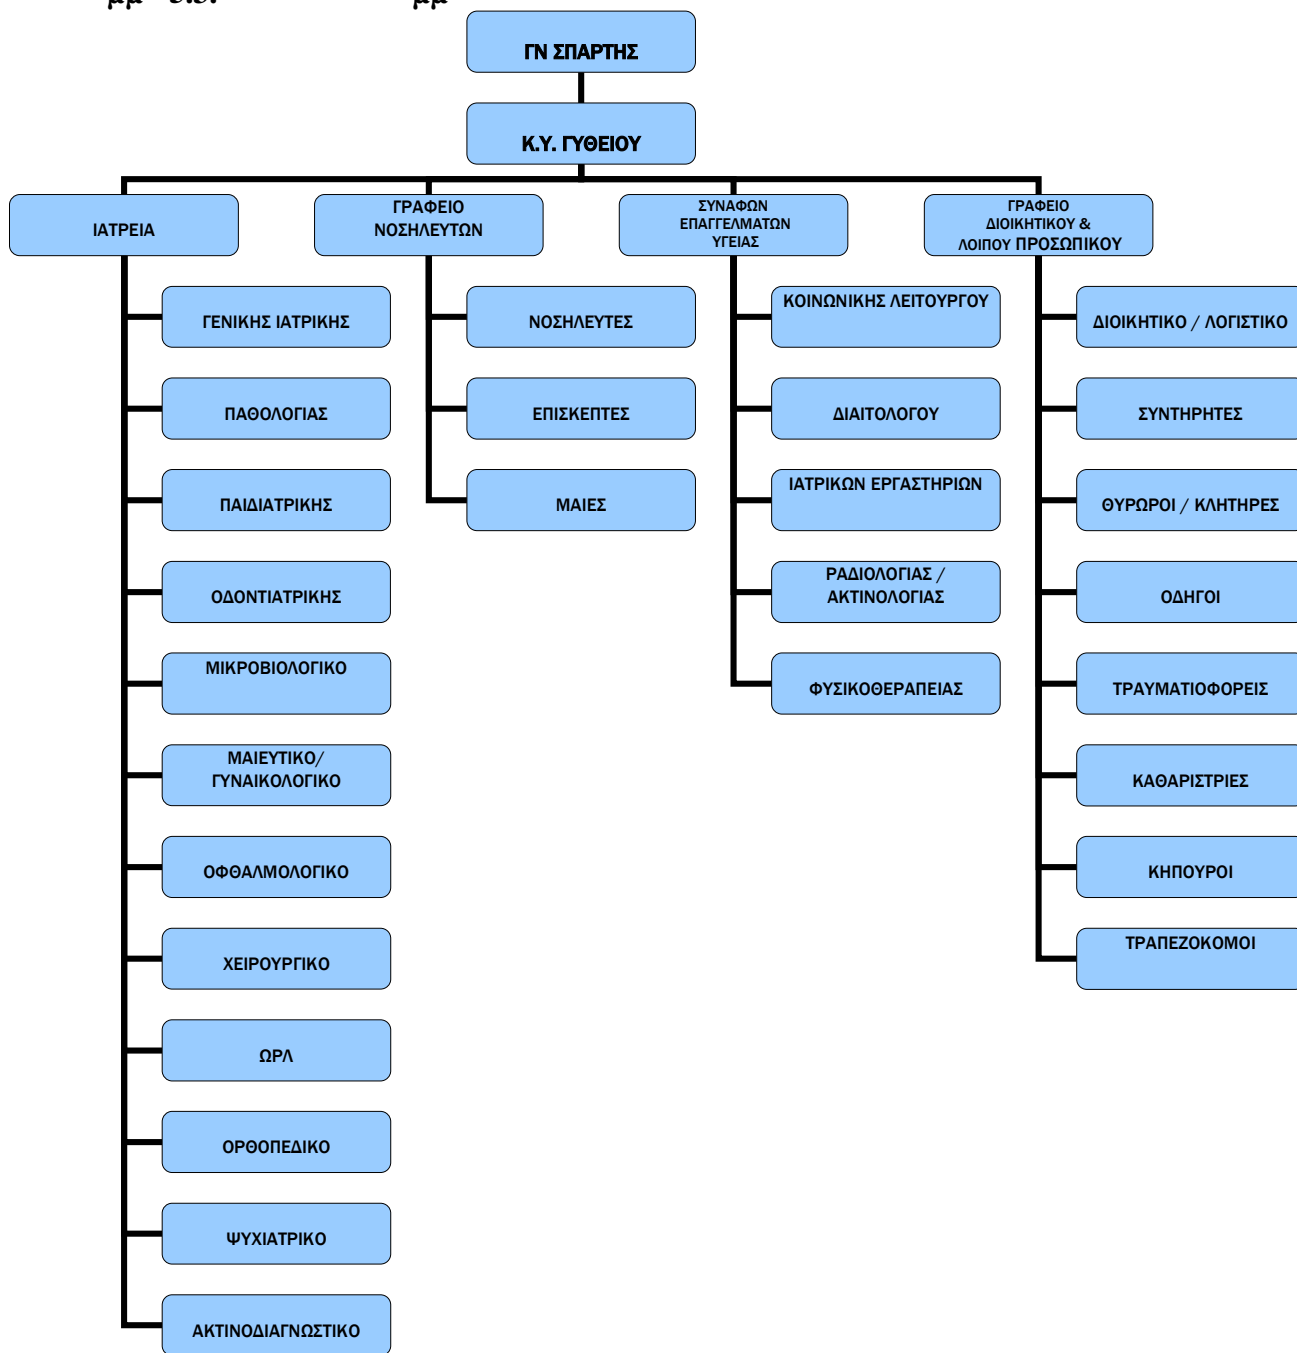 ΓΝ ΣΠΑΡΤΗΣ
Κ.Υ. ΓΥΘΕΙΟΥ
ΙΑΤΡΕΙΑ
ΓΕΝΙΚΗΣ ΙΑΤΡΙΚΗΣ
ΠΑΘΟΛΟΓΙΑΣ
ΠΑΙΔΙΑΤΡΙΚΗΣ
ΟΔΟΝΤΙΑΤΡΙΚΗΣ
ΜΙΚΡΟΒΙΟΛΟΓΙΚΟ
ΜΑΙΕΥΤΙΚΟ/
ΓΥΝΑΙΚΟΛΟΓΙΚΟ
ΟΦΘΑΛΜΟΛΟΓΙΚΟ
ΧΕΙΡΟΥΡΓΙΚΟ
ΩΡΛ
ΟΡΘΟΠΕΔΙΚΟ
ΨΥΧΙΑΤΡΙΚΟ
ΑΚΤΙΝΟΔΙΑΓΝΩΣΤΙΚΟ
ΓΡΑΦΕΙΟ
ΝΟΣΗΛΕΥΤΩΝ
ΝΟΣΗΛΕΥΤΕΣ
ΕΠΙΣΚΕΠΤΕΣ
ΜΑΙΕΣ
ΣΥΝΑΦΩΝ
ΕΠΑΓΓΕΛΜΑΤΩΝ
ΥΓΕΙΑΣ
ΚΟΙΝΩΝΙΚΗΣ ΛΕΙΤΟΥΡΓΟΥ
ΔΙΑΙΤΟΛΟΓΟΥ
ΙΑΤΡΙΚΩΝ ΕΡΓΑΣΤΗΡΙΩΝ
ΡΑΔΙΟΛΟΓΙΑΣ /
ΑΚΤΙΝΟΛΟΓΙΑΣ
ΦΥΣΙΚΟΘΕΡΑΠΕΙΑΣ
ΓΡΑΦΕΙΟ
ΔΙΟΙΚΗΤΙΚΟΥ &
ΛΟΙΠΟΥ ΠΡΟΣΩΠΙΚΟΥ
ΔΙΟΙΚΗΤΙΚΟ / ΛΟΓΙΣΤΙΚΟ
ΣΥΝΤΗΡΗΤΕΣ
ΘΥΡΩΡΟΙ / ΚΛΗΤΗΡΕΣ
ΟΔΗΓΟΙ
ΤΡΑΥΜΑΤΙΟΦΟΡΕΙΣ
ΚΑΘΑΡΙΣΤΡΙΕΣ
ΚΗΠΟΥΡΟΙ
ΤΡΑΠΕΖΟΚΟΜΟΙ